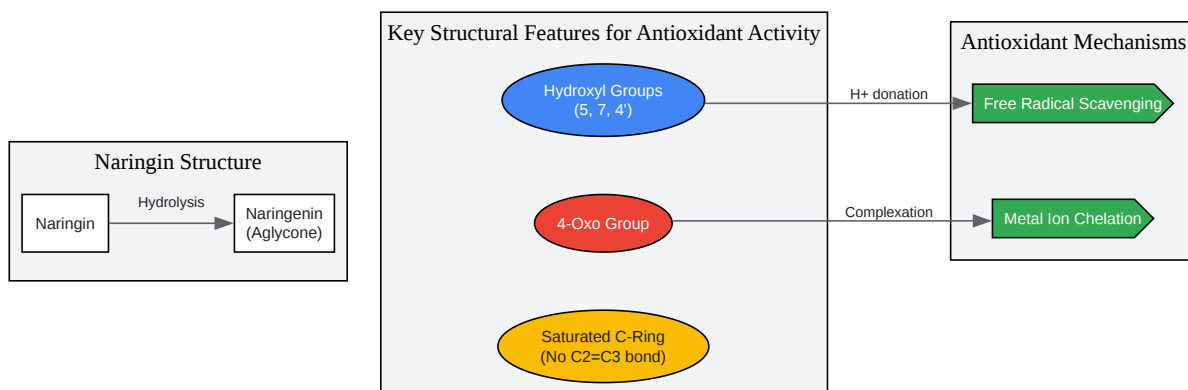 Naringin Structure
Naringin
Hydrolysis
Naringenin
(Aglycone)
Key Structural Features for Antioxidant Activity
Hydroxyl Groups
(5, 7, 4')
4-Oxo Group
Saturated C-Ring
(No C2=C3 bond)
H+ donation
Complexation
Antioxidant Mechanisms
Free Radical Scavenging
Metal Ion Chelation